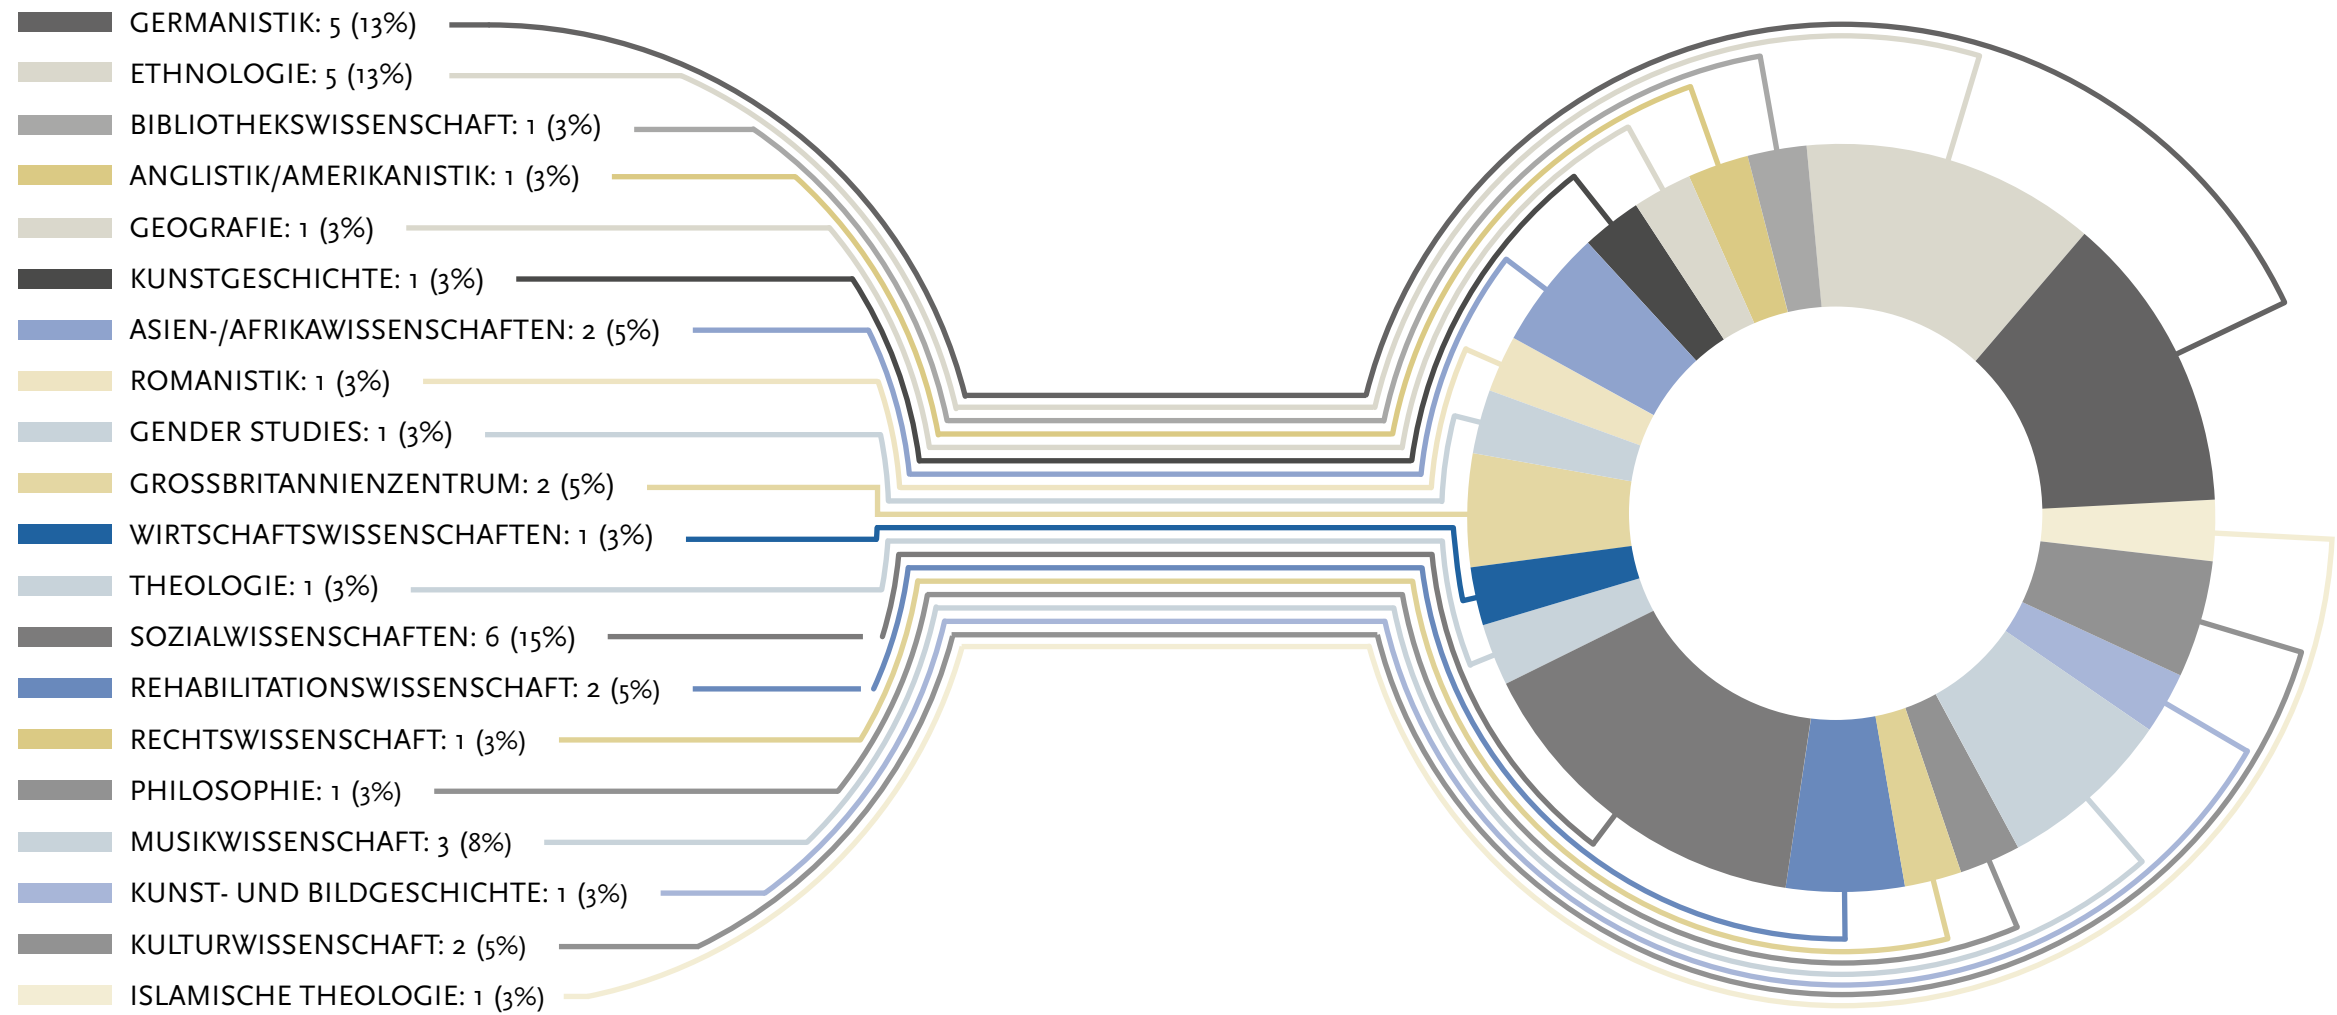 GERMANISTIK: 5 (13%)
ETHNOLOGIE: 5 (13%)
BIBLIOTHEKSWISSENSCHAFT: 1 (3%)
ANGLISTIK/AMERIKANISTIK: 1 (3%)
GEOGRAFIE: 1 (3%)
KUNSTGESCHICHTE: 1 (3%)
ASIEN-/AFRIKAWISSENSCHAFTEN: 2 (5%)
ROMANISTIK: 1 (3%)
GENDER STUDIES: 1 (3%)
GROSSBRITANNIENZENTRUM: 2 (5%)
WIRTSCHAFTSWISSENSCHAFTEN: 1 (3%)
THEOLOGIE: 1 (3%)
SOZIALWISSENSCHAFTEN: 6 (15%)
REHABILITATIONSWISSENSCHAFT: 2 (5%)
RECHTSWISSENSCHAFT: 1 (3%)
PHILOSOPHIE: 1 (3%)
MUSIKWISSENSCHAFT: 3 (8%)
KUNST- UND BILDGESCHICHTE: 1 (3%)
KULTURWISSENSCHAFT: 2 (5%)
ISLAMISCHE THEOLOGIE: 1 (3%)